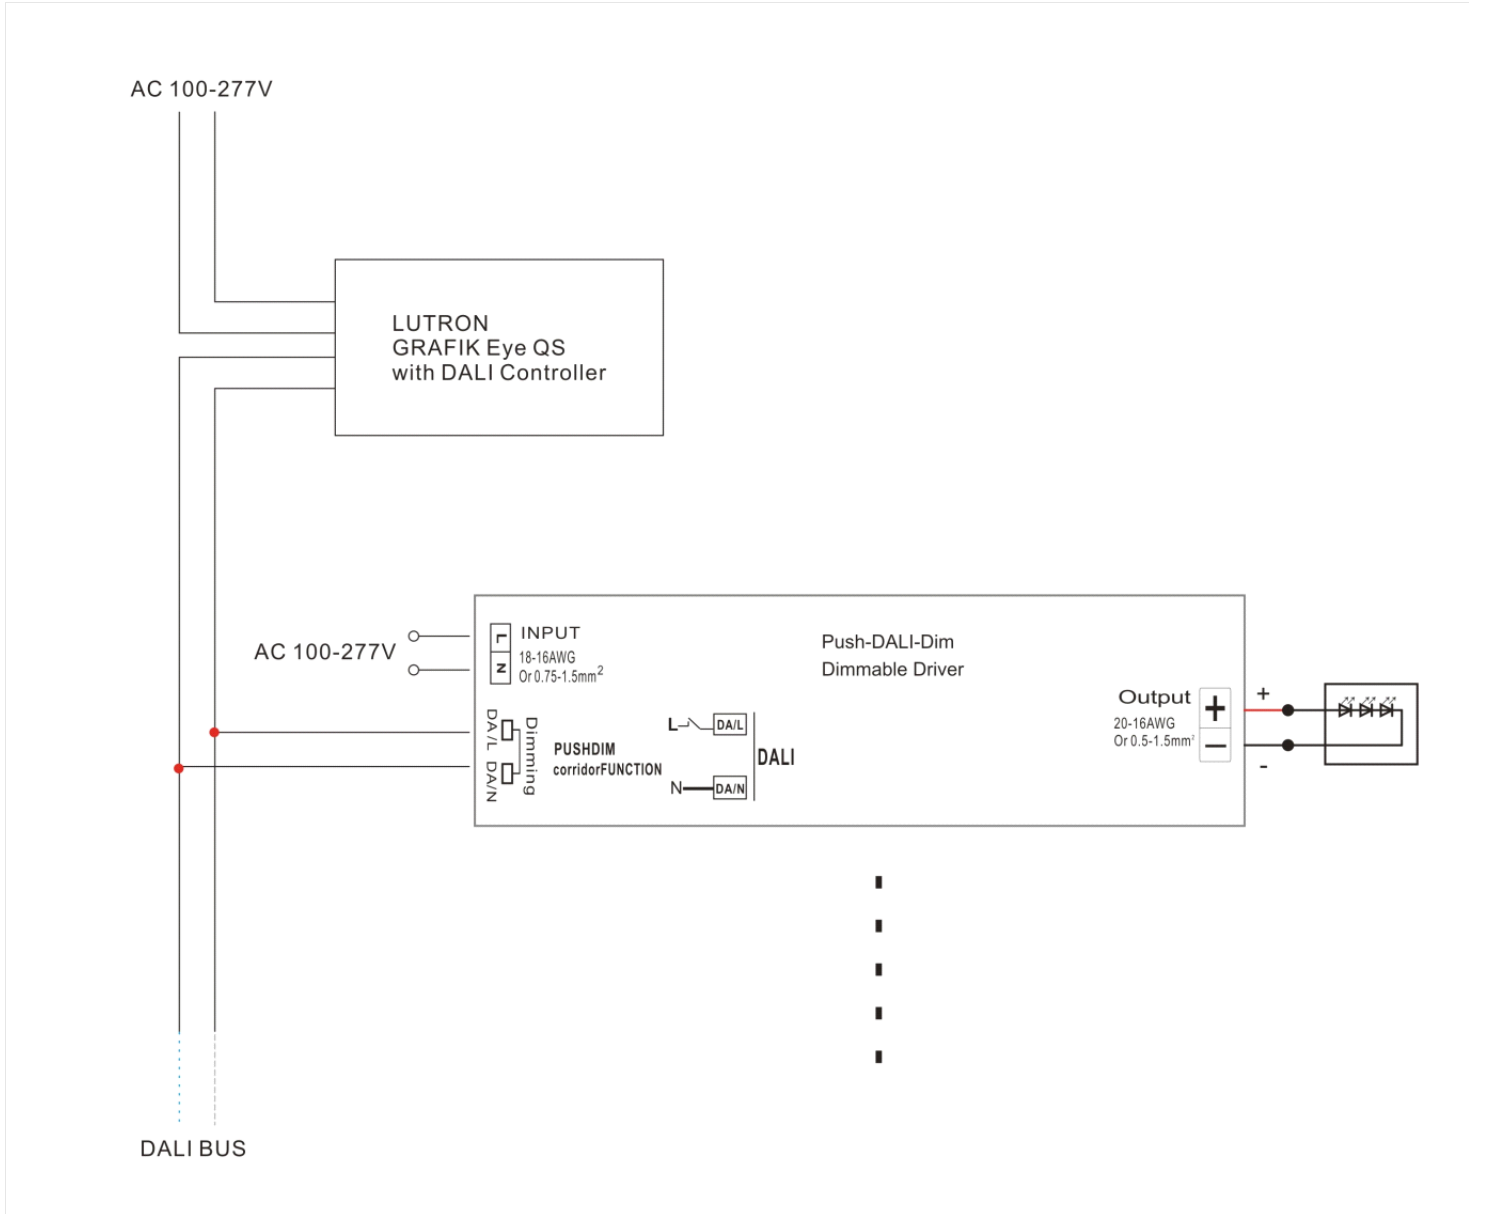 AC 100-277V
LUTRON
GRAFIK Eye QS
with DALI Controller
AC 100-277V
L
N
INPUT
18-16AWG
Or 0.75-1.5mm2
DA/L DA/N
Dimming
PUSHDIM
corridorFUNCTION
L
DA/L
N
DA/N
DALI
Push-DALI-Dim
Dimmable Driver
Output
20-16AWG
Or 0.5-1.5mm²
+
−
+
-
DALI BUS